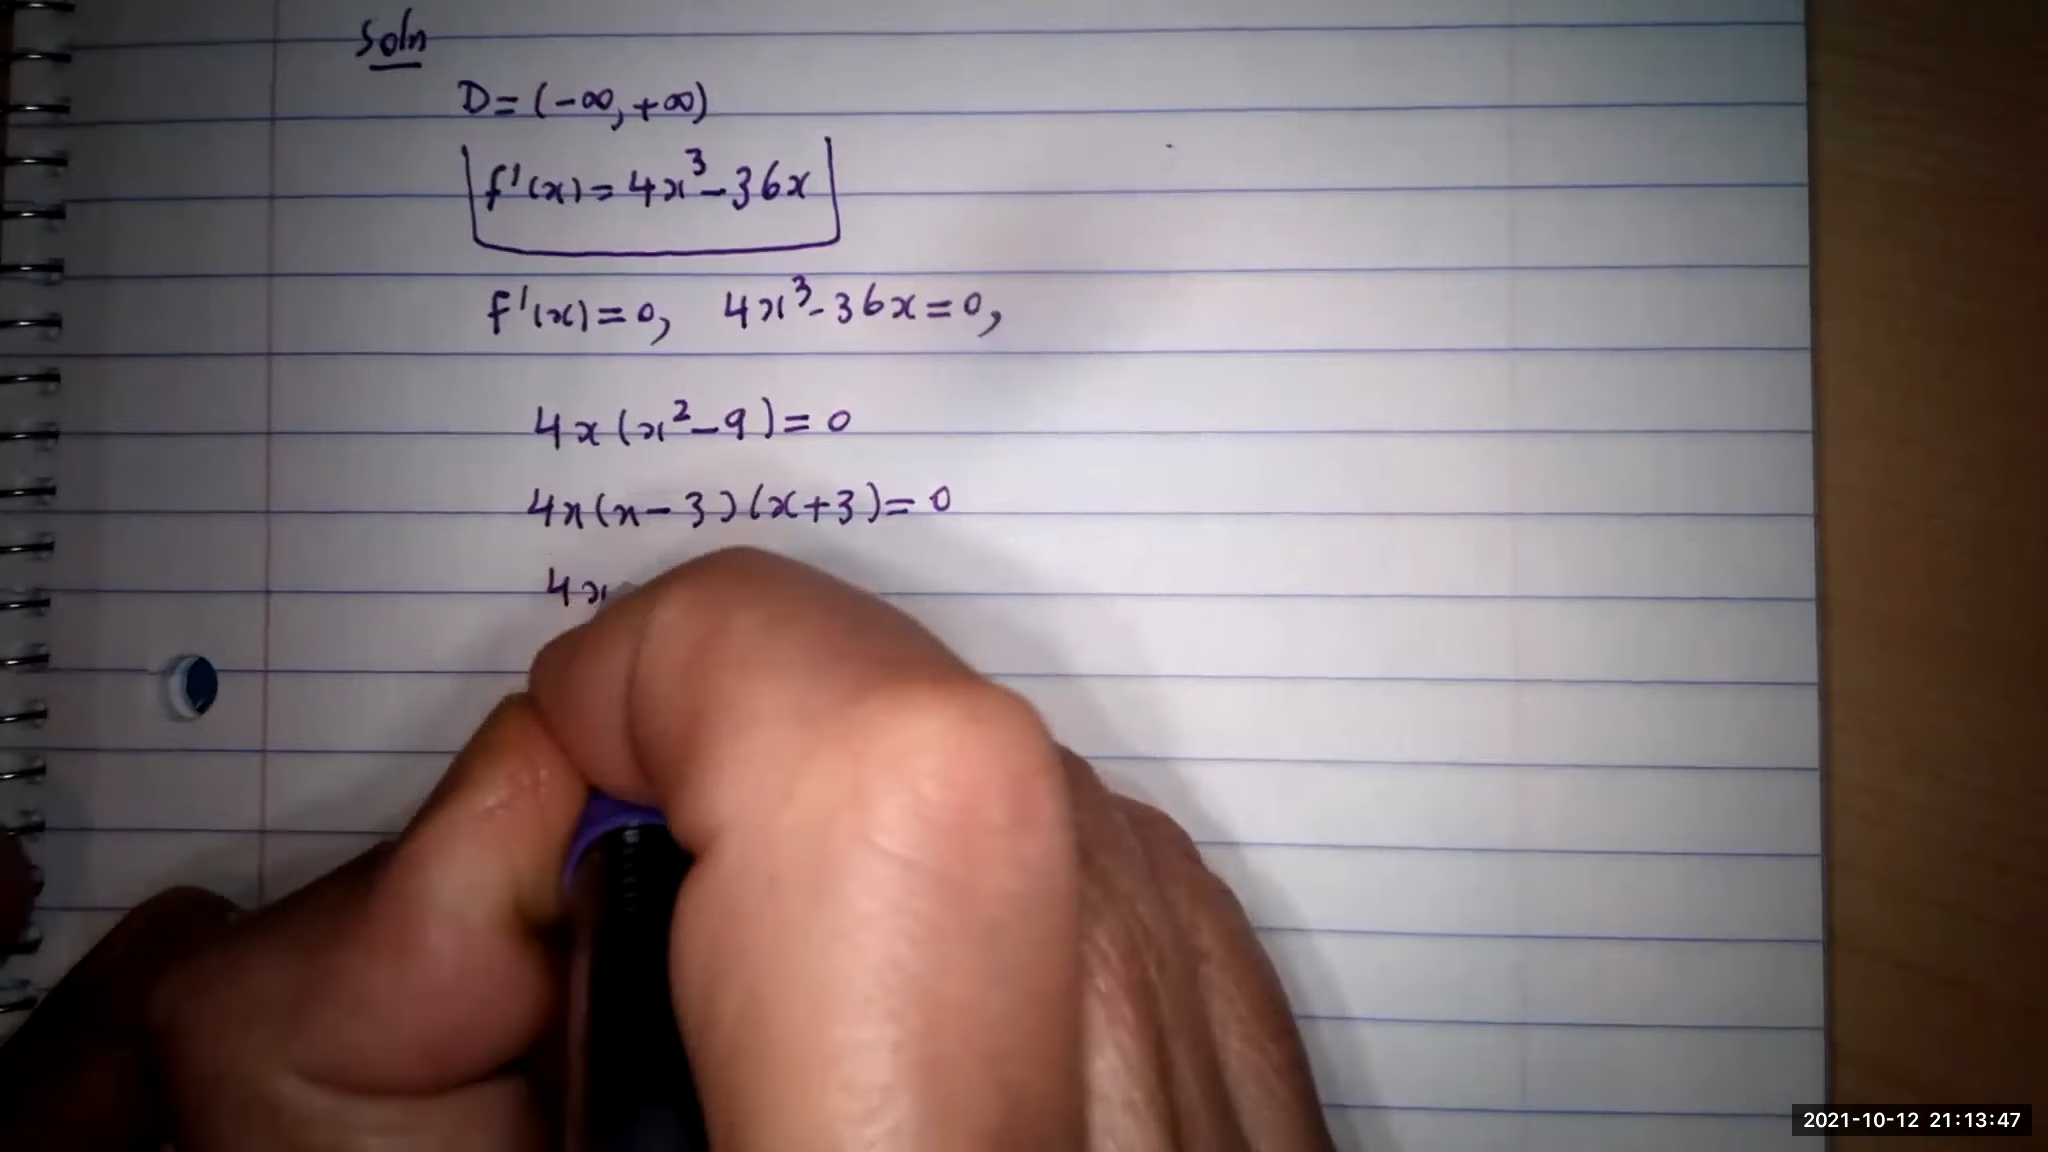 Soln
D = (-∞, +∞)
f'(x) = 4x³ - 36x
f'(x) = 0, 4x³ - 36x = 0,
4x(x² - 9) = 0
4x(x - 3)(x + 3) = 0
4x
2021-10-12 21:13:47